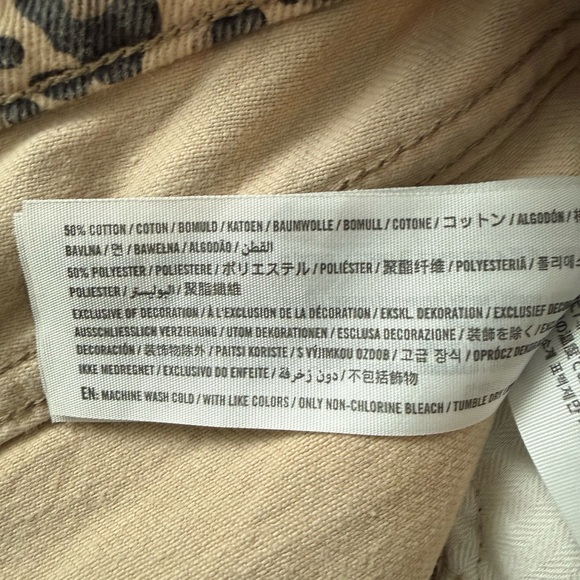 50% COTTON / COTON / BOMULD / KATOEN / BAUMWOLLE / BOMULL / COTONE / コットン / ALGODÓN /
BAVLNA / 면 / BAWEŁNA / ALGODÃO / القطن
50% POLYESTER / POLIESTERE / ポリエステル / POLIÉSTER / 聚酯纤维 / POLYESTERIÄ / 폴리에스
POLIESTER / البوليستر / 聚脂纖維
EXCLUSIVE OF DECORATION / À L'EXCLUSION DE LA DÉCORATION / EKSKL. DEKORATION / EXCLUSIEF
AUSSCHLIESSLICH VERZIERUNG / UTOM DEKORATIONEN / ESCLUSA DECORAZIONE / 装飾を除く /
DECORACIÓN / 装饰物除外 / PAITSI KORISTE / S VÝJIMKOU OZDOB / 고급 장식 / OPRÓCZ
IKKE MEDREGNET / EXCLUSIVO DO ENFEITE / دون زخرفة / 不包括飾物
EN: MACHINE WASH COLD / WITH LIKE COLORS / ONLY NON-CHLORINE BLEACH / TUMBLE DRY